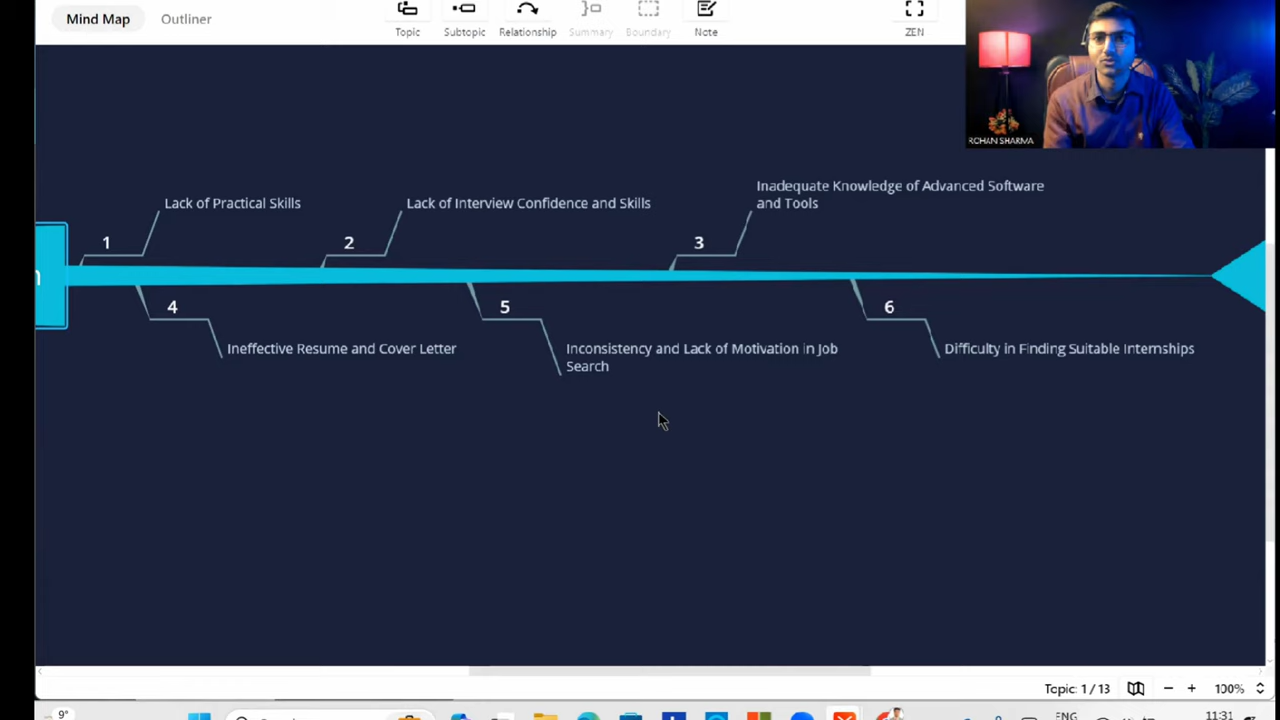 Mind Map
Outliner
Topic
Subtopic
Relationship
Summary
Boundary
Note
ZEN
ROHAN SHARMA
Lack of Practical Skills
Lack of Interview Confidence and Skills
Inadequate Knowledge of Advanced Software
and Tools
1
2
3
4
5
6
Ineffective Resume and Cover Letter
Inconsistency and Lack of Motivation in Job
Search
Difficulty in Finding Suitable Internships
Topic: 1 / 13
100%
9°
ENG
11:31